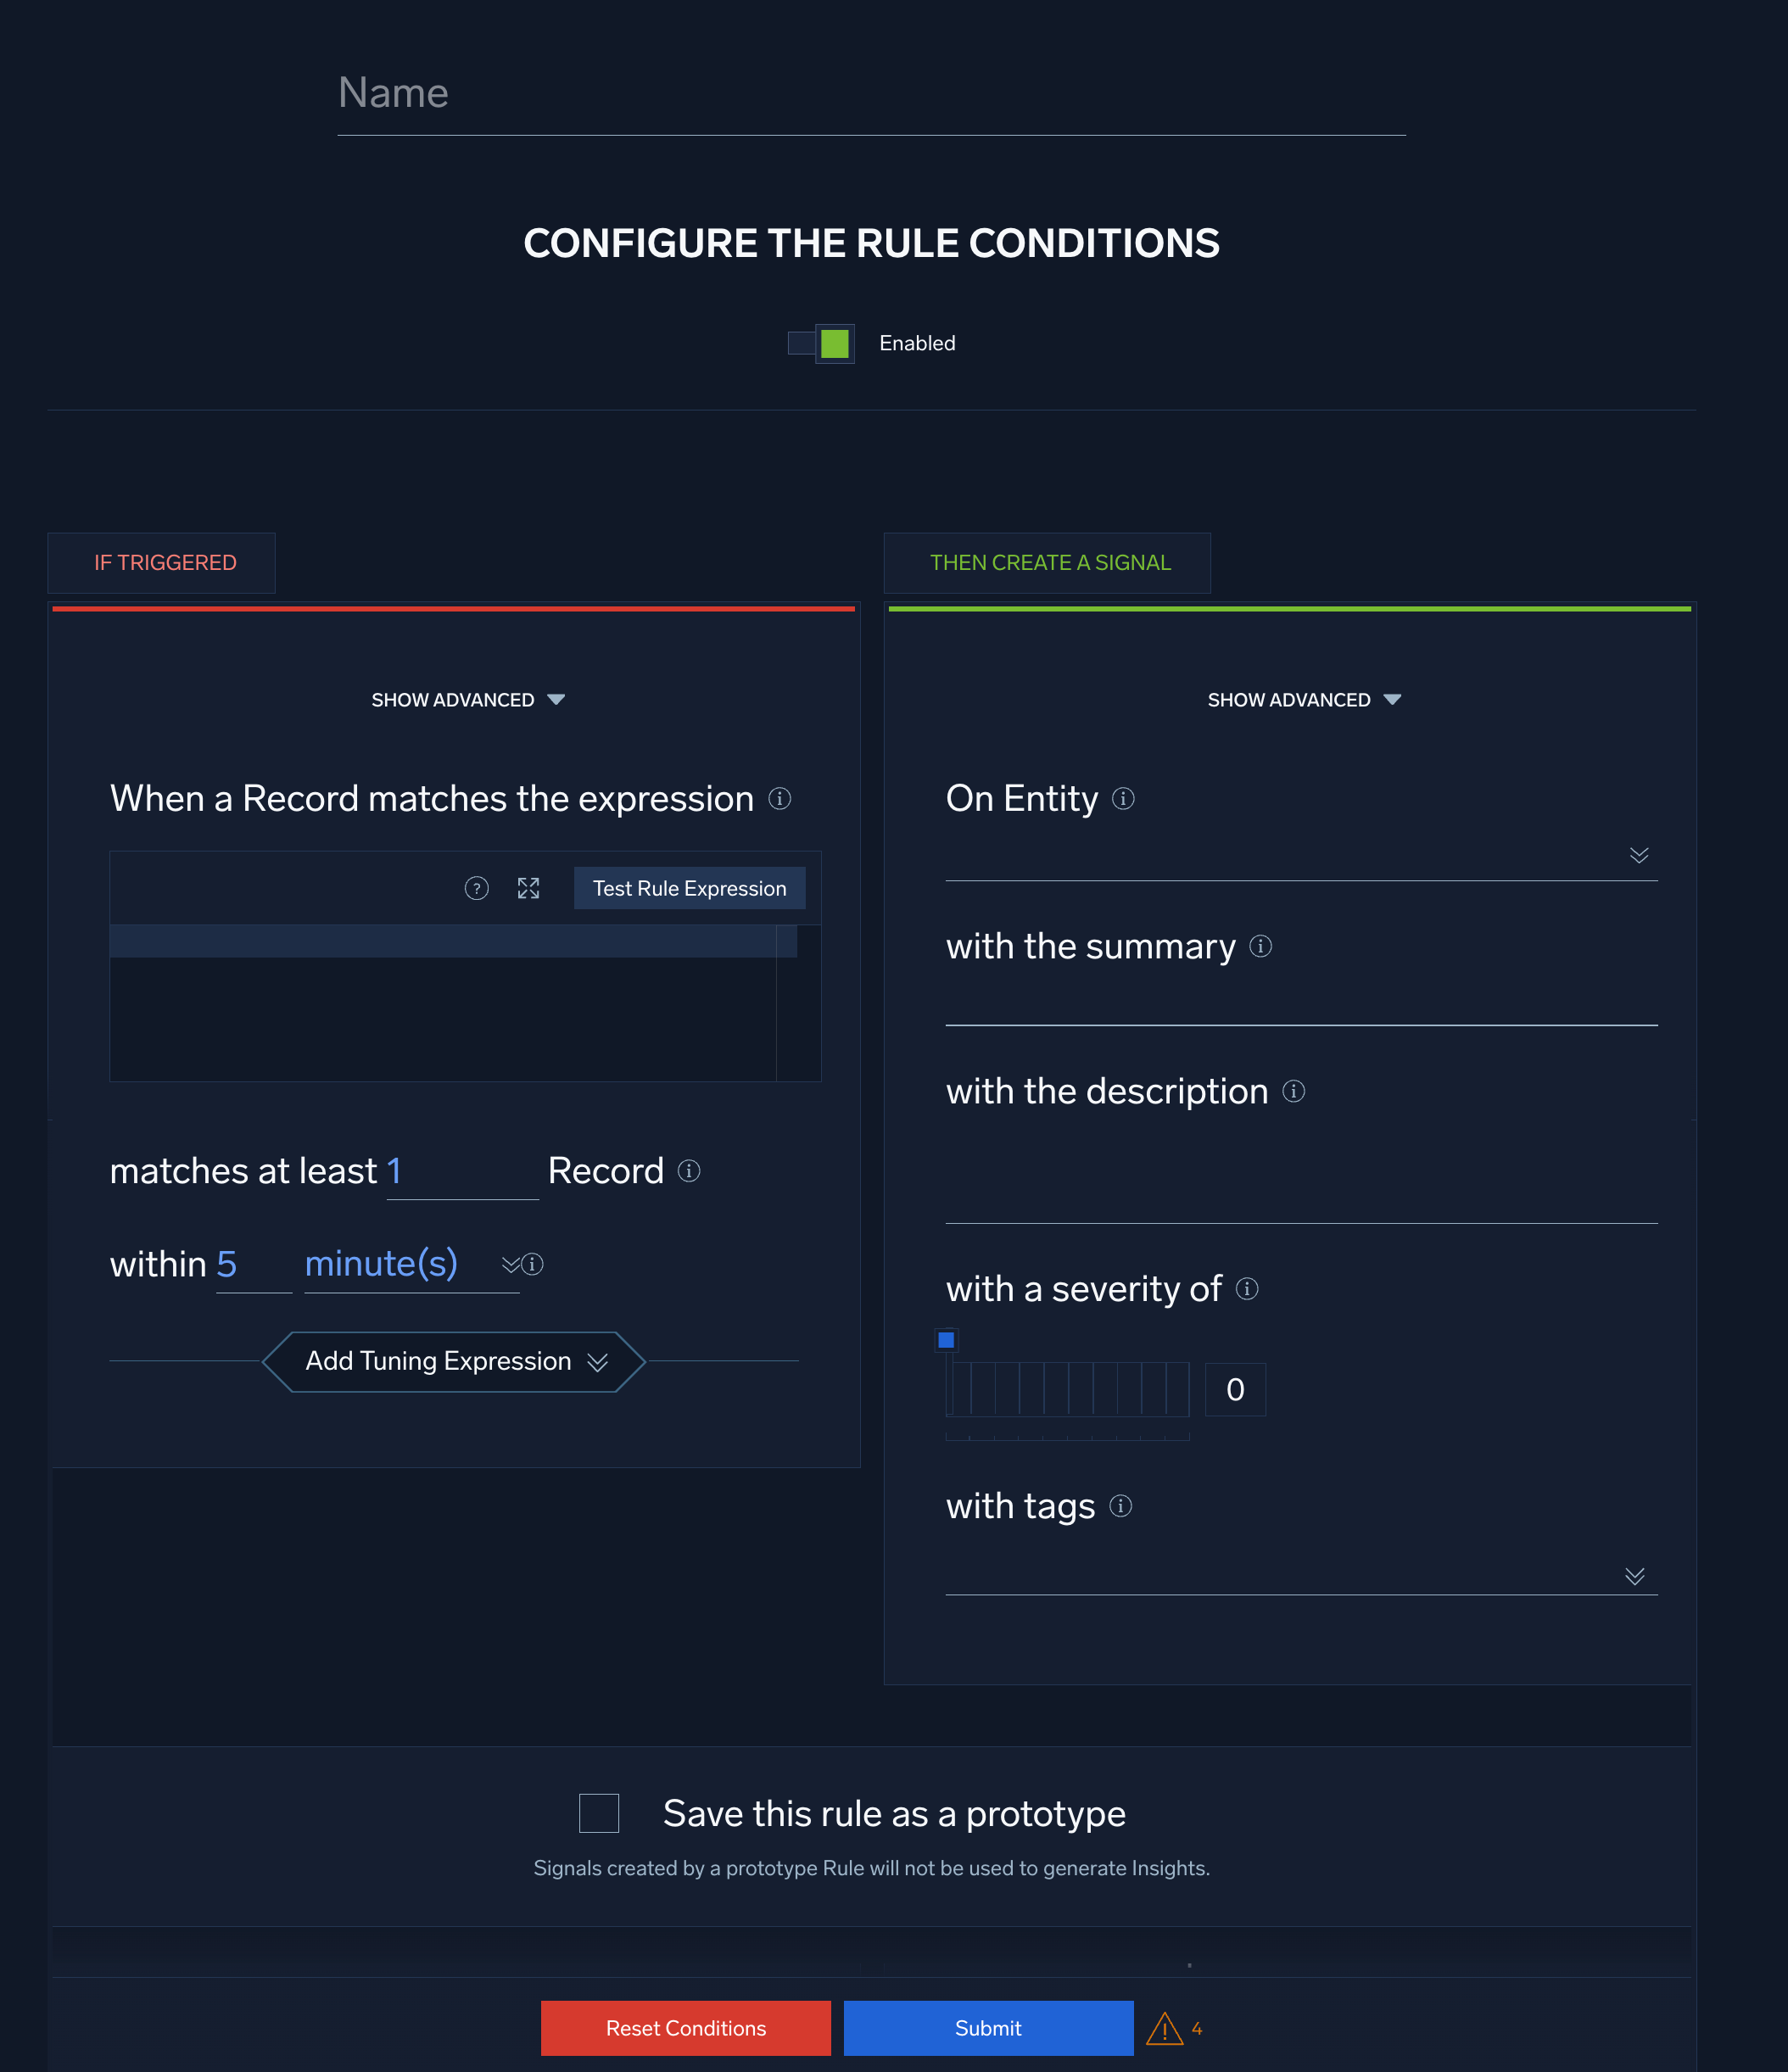 Name
CONFIGURE THE RULE CONDITIONS
Enabled
IF TRIGGERED
SHOW ADVANCED
When a Record matches the expression
?
Test Rule Expression
matches at least 1 Record
within 5 minute(s)
Add Tuning Expression
THEN CREATE A SIGNAL
SHOW ADVANCED
On Entity
with the summary
with the description
with a severity of
0
with tags
Save this rule as a prototype
Signals created by a prototype Rule will not be used to generate Insights.
Reset Conditions
Submit
4